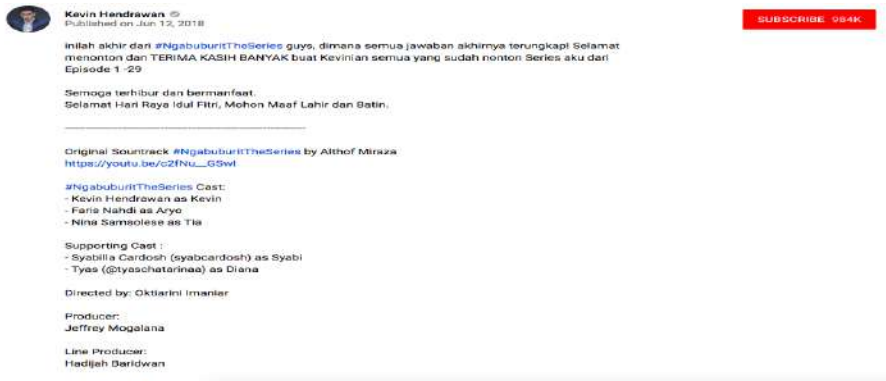 Kevin Hendrawan
Published on Jun 12, 2018
SUBSCRIBE 984K
inilah akhir dari #NgabuburitTheSeries guys, dimana semua jawaban akhirnya terungkap! Selamat
menonton dan TERIMA KASIH BANYAK buat Kevinian semua yang sudah nonton Series aku dari
Episode 1 -29
Semoga terhibur dan bermanfaat.
Selamat Hari Raya Idul Fitri, Mohon Maaf Lahir dan Batin.
Original Sountrack #NgabuburitTheSeries by Althof Miraza
https://youtu.be/c2fNu__GSwI
#NgabuburitTheSeries Cast:
- Kevin Hendrawan as Kevin
- Faris Nahdi as Aryo
- Nina Samsolese as Tia
Supporting Cast :
- Syabilla Cardosh (syabcardosh) as Syabi
- Tyas (@tyaschatarinaa) as Diana
Directed by: Oktiarini Imaniar
Producer:
Jeffrey Mogalana
Line Producer:
Hadijah Baridwan